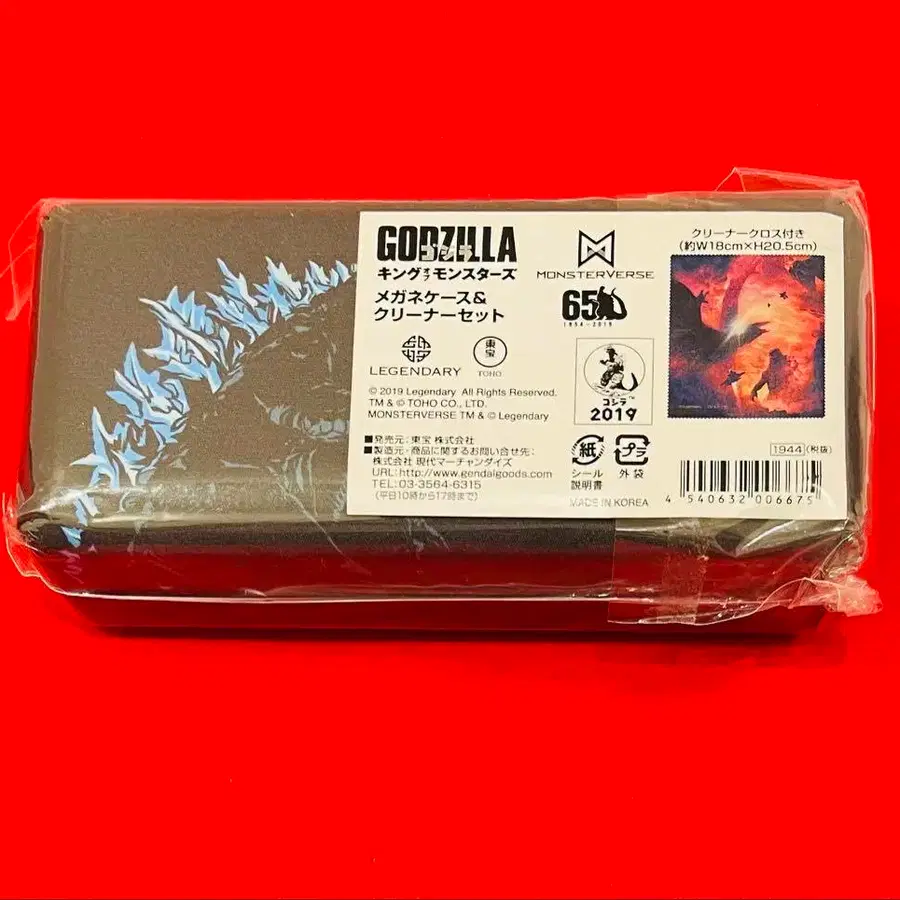 GODZILLA
ゴジラ
キング オブ モンスターズ
メガネケース&
クリーナーセット
LEGENDARY
東宝
TOHO
© 2019 Legendary All Rights Reserved.
TM & © TOHO CO., LTD.
MONSTERVERSE TM & © Legendary
■発売元：東宝 株式会社
■製造元・商品に関するお問い合せ先：
株式会社 現代マーチャンダイズ
URL:http://www.gendaigoods.com
TEL:03-3564-6315
(平日10時から17時まで)
MONSTERVERSE
65
1954-2019
ゴジラ™
2019
紙
シール
説明書
プラ
外袋
MADE IN KOREA
クリーナークロス付き
(約W18cm×H20.5cm)
1944(税抜)
4 540632 006675